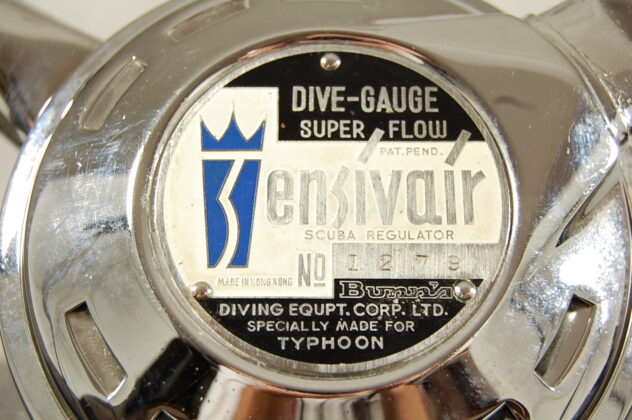 DIVE-GAUGE
SUPER FLOW
PAT. PEND.
Sensivair
SCUBA REGULATOR
No 1279
MADE IN HONG KONG
Bunn's
DIVING EQUPT. CORP. LTD.
SPECIALLY MADE FOR
TYPHOON